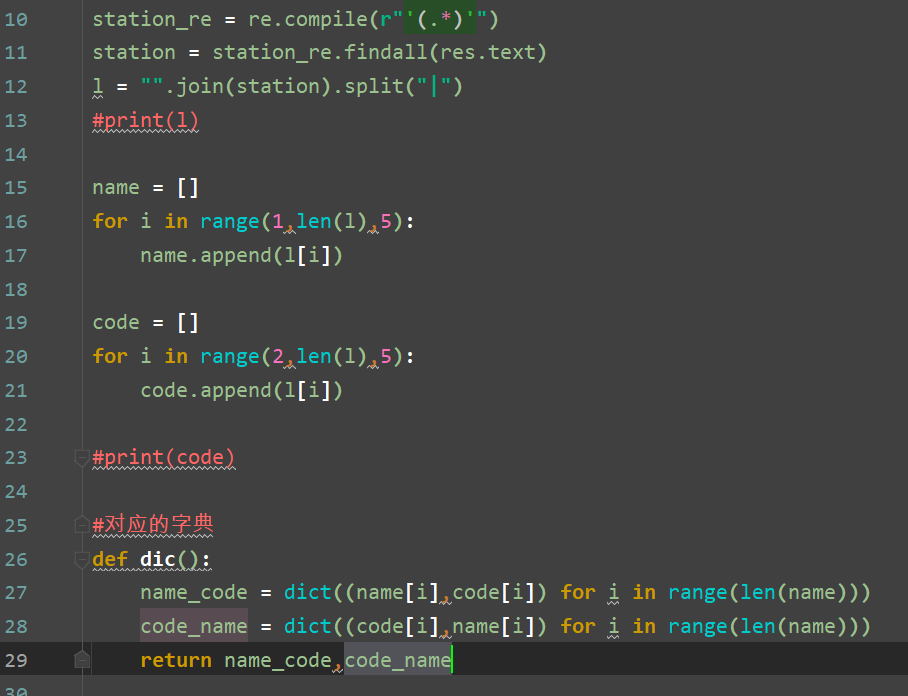 10 station_re = re.compile(r"'(.*)'")
11 station = station_re.findall(res.text)
12 l = "".join(station).split("|")
13 #print(l)
14
15 name = []
16 for i in range(1,len(l),5):
17     name.append(l[i])
18
19 code = []
20 for i in range(2,len(l),5):
21     code.append(l[i])
22
23 #print(code)
24
25 #对应的字典
26 def dic():
27     name_code = dict((name[i],code[i]) for i in range(len(name)))
28     code_name = dict((code[i],name[i]) for i in range(len(name)))
29     return name_code,code_name
30